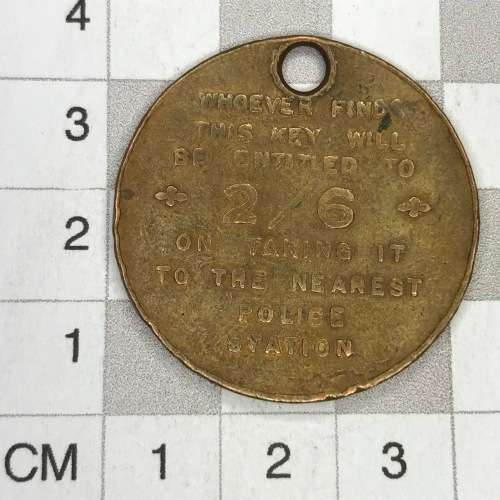 WHOEVER FINDS
THIS KEY WILL
BE ENTITLED TO
2/6
ON TAKING IT
TO THE NEAREST
POLICE
STATION
4
3
2
1
CM 1 2 3